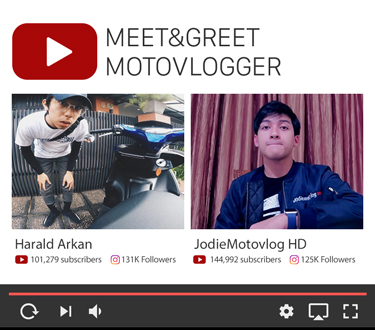 MEET&GREET
MOTOVLOGGER
Harald Arkan
101,279 subscribers 131K Followers
JodieMotovlog HD
144,992 subscribers 125K Followers